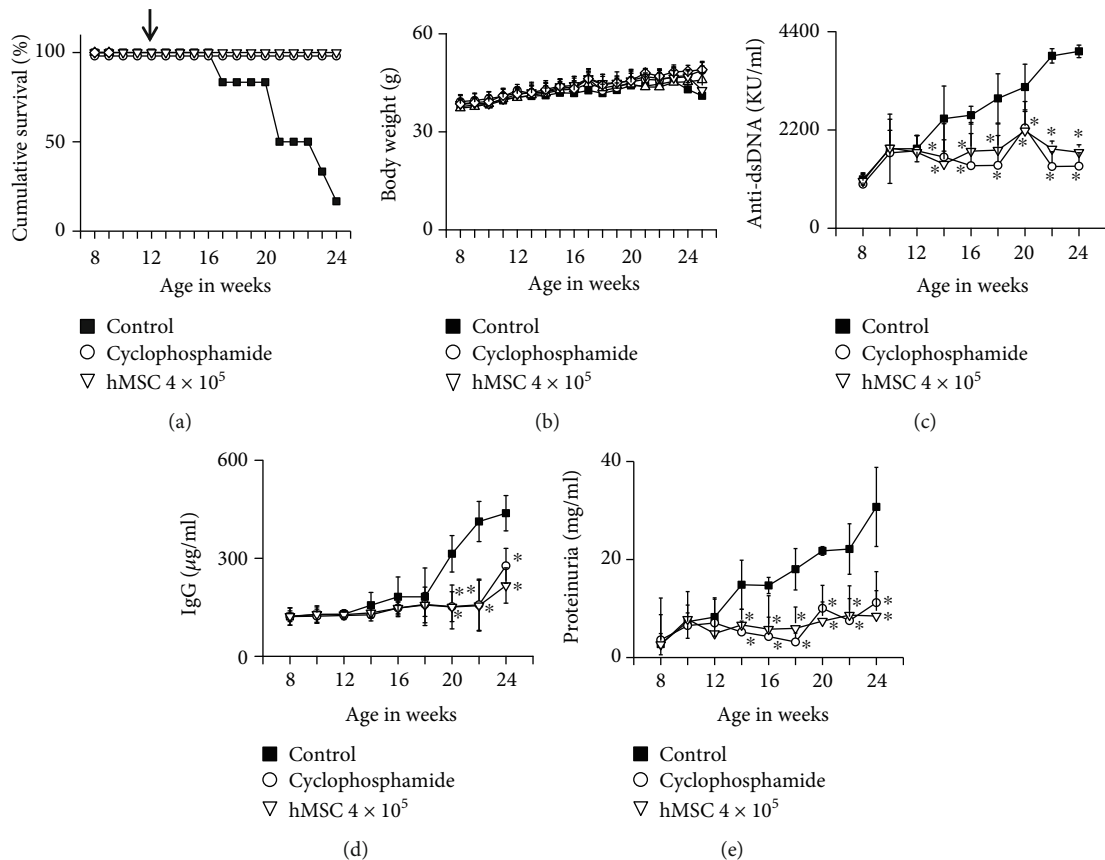 Cumulative survival (%)
100
50
0
8 12 16 20 24
Age in weeks
■ Control
○ Cyclophosphamide
▽ hMSC 4 × 10⁵
(a)
Body weight (g)
60
30
0
8 12 16 20 24
Age in weeks
■ Control
○ Cyclophosphamide
▽ hMSC 4 × 10⁵
(b)
Anti-dsDNA (KU/ml)
4400
2200
0
8 12 16 20 24
Age in weeks
■ Control
○ Cyclophosphamide
▽ hMSC 4 × 10⁵
(c)
IgG (μg/ml)
600
300
0
8 12 16 20 24
Age in weeks
■ Control
○ Cyclophosphamide
▽ hMSC 4 × 10⁵
(d)
Proteinuria (mg/ml)
40
20
0
8 12 16 20 24
Age in weeks
■ Control
○ Cyclophosphamide
▽ hMSC 4 × 10⁵
(e)